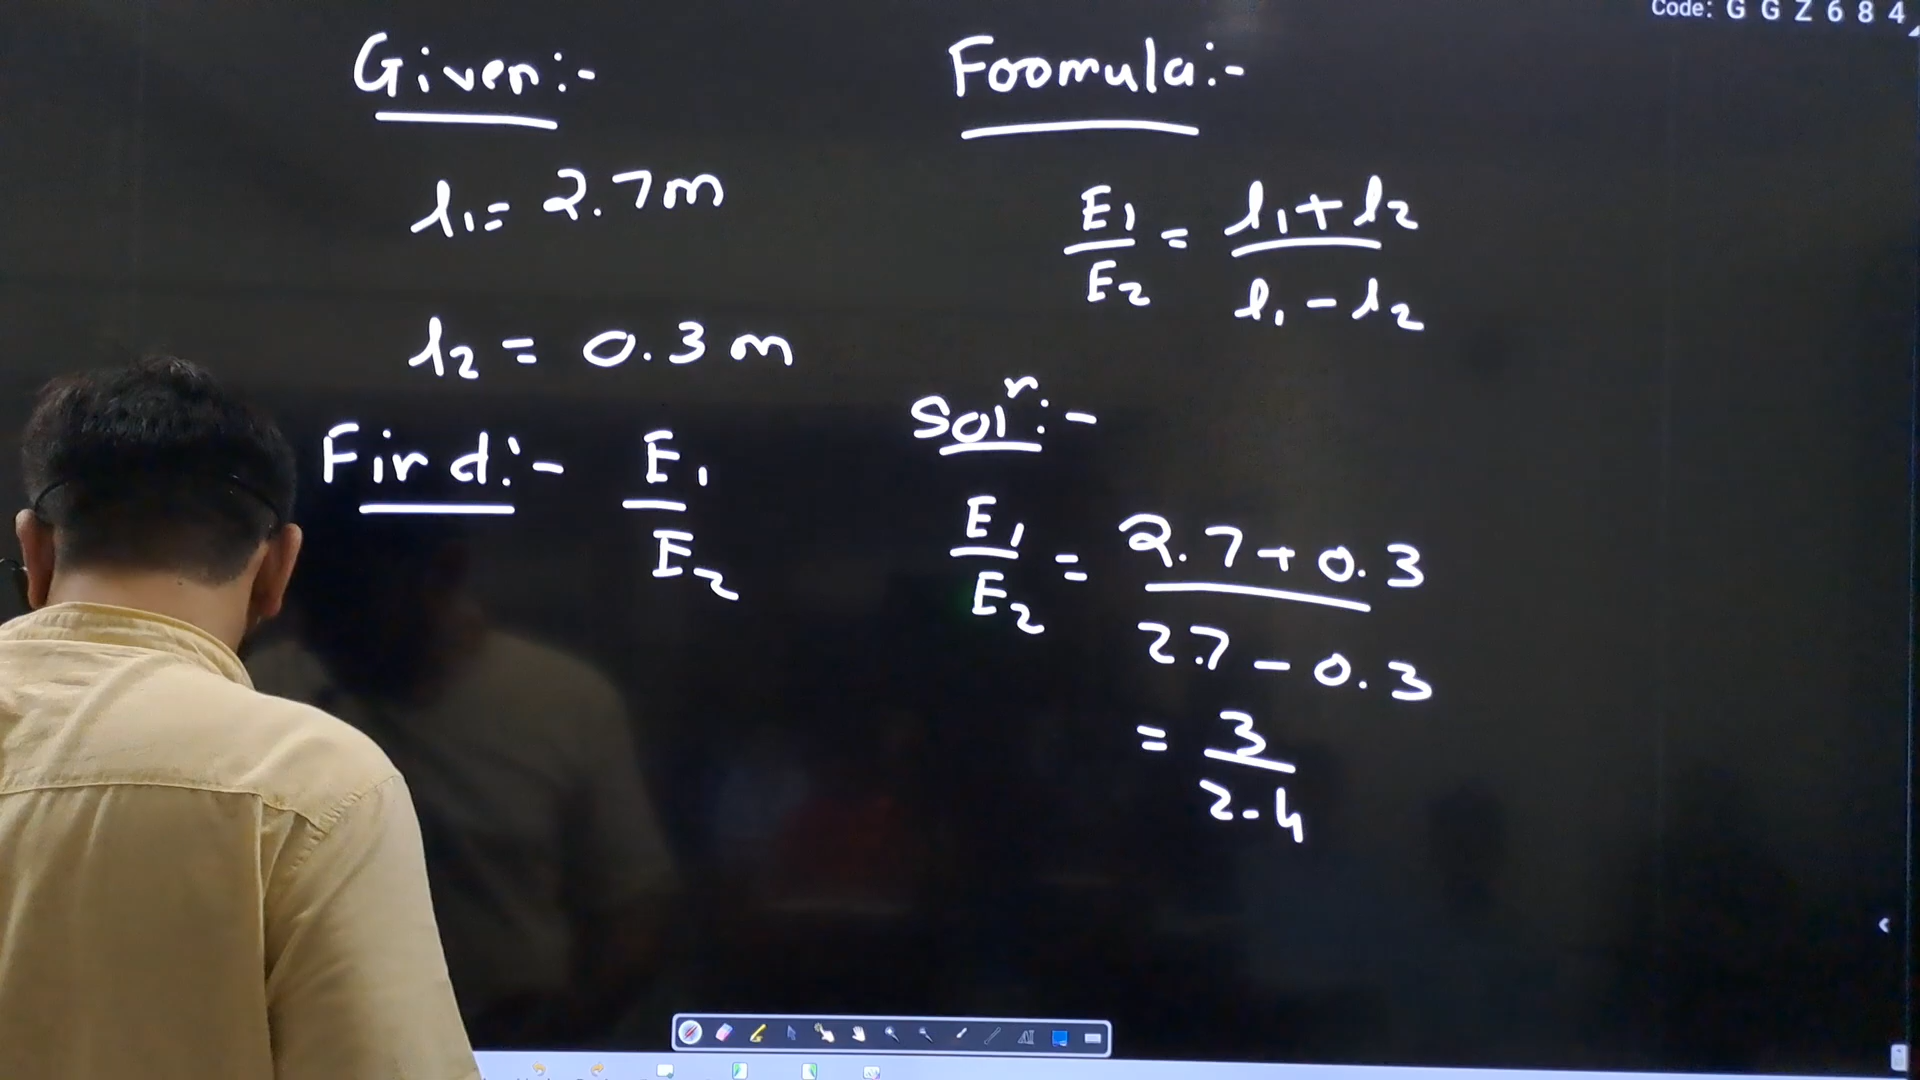 Code: G G Z 6 8 4
Given:-
l1 = 2.7m
l2 = 0.3 m
Find:- E1
E2
Foomula:-
E1/E2 = l1+l2 / l1-l2
Solⁿ:-
E1/E2 = 2.7+0.3 / 2.7-0.3
= 3 / 2.4